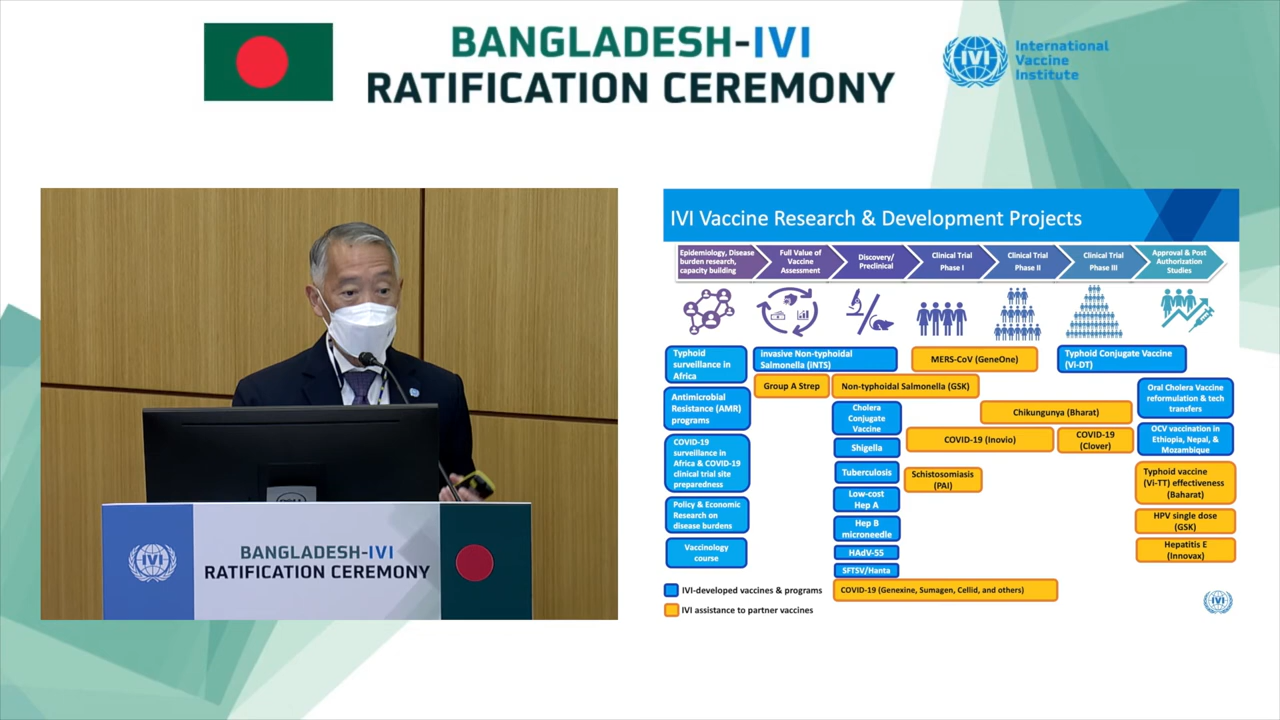 BANGLADESH-IVI
RATIFICATION CEREMONY
IVI
International
Vaccine
Institute
IVI Vaccine Research & Development Projects
Epidemiology, Disease
burden research,
capacity building
Full Value of
Vaccine
Assessment
Discovery/
Preclinical
Clinical Trial
Phase I
Clinical Trial
Phase II
Clinical Trial
Phase III
Approval & Post
Authorization
Studies
Typhoid
surveillance in
Africa
Antimicrobial
Resistance (AMR)
programs
COVID-19
surveillance in
Africa & COVID-19
clinical trial site
preparedness
Policy & Economic
Research on
disease burdens
Vaccinology
course
invasive Non-typhoidal
Salmonella (iNTS)
Group A Strep
Non-typhoidal Salmonella (GSK)
Cholera
Conjugate
Vaccine
Shigella
Tuberculosis
Low-cost
Hep A
Hep B
microneedle
HAdV-55
SFTSV/Hanta
COVID-19 (Genexine, Sumagen, Cellid, and others)
MERS-CoV (GeneOne)
Chikungunya (Bharat)
COVID-19 (Inovio)
Schistosomiasis
(PAI)
Typhoid Conjugate Vaccine
(Vi-DT)
COVID-19
(Clover)
Oral Cholera Vaccine
reformulation & tech
transfers
OCV vaccination in
Ethiopia, Nepal, &
Mozambique
Typhoid vaccine
(Vi-TT) effectiveness
(Baharat)
HPV single dose
(GSK)
Hepatitis E
(Innovax)
IVI-developed vaccines & programs
IVI assistance to partner vaccines
IVI
IVI
BANGLADESH-IVI
RATIFICATION CEREMONY